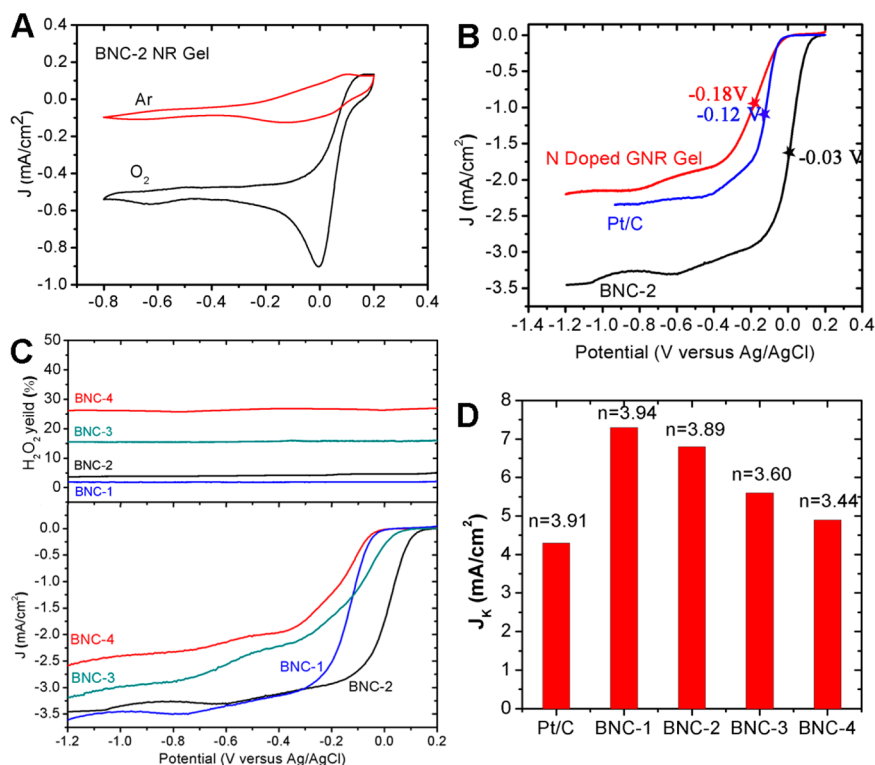 A
BNC-2 NR Gel
Ar
O2
J (mA/cm2)
0.4
0.2
0.0
-0.2
-0.4
-0.6
-0.8
-1.0
-0.8 -0.6 -0.4 -0.2 0.0 0.2 0.4
B
-0.18V
-0.12 V
-0.03 V
N Doped GNR Gel
Pt/C
BNC-2
J (mA/cm2)
0.0
-0.5
-1.0
-1.5
-2.0
-2.5
-3.0
-3.5
-1.4 -1.2 -1.0 -0.8 -0.6 -0.4 -0.2 0.0 0.2 0.4
Potential (V versus Ag/AgCl)
C
H2O2 yeild (%)
50
40
30
20
10
0
BNC-4
BNC-3
BNC-2
BNC-1
J (mA/cm2)
0.0
-0.5
-1.0
-1.5
-2.0
-2.5
-3.0
-3.5
BNC-4
BNC-3
BNC-1
BNC-2
-1.2 -1.0 -0.8 -0.6 -0.4 -0.2 0.0 0.2
Potential (V versus Ag/AgCl)
D
JK (mA/cm2)
8
7
6
5
4
3
2
1
0
n=3.91
n=3.94
n=3.89
n=3.60
n=3.44
Pt/C BNC-1 BNC-2 BNC-3 BNC-4